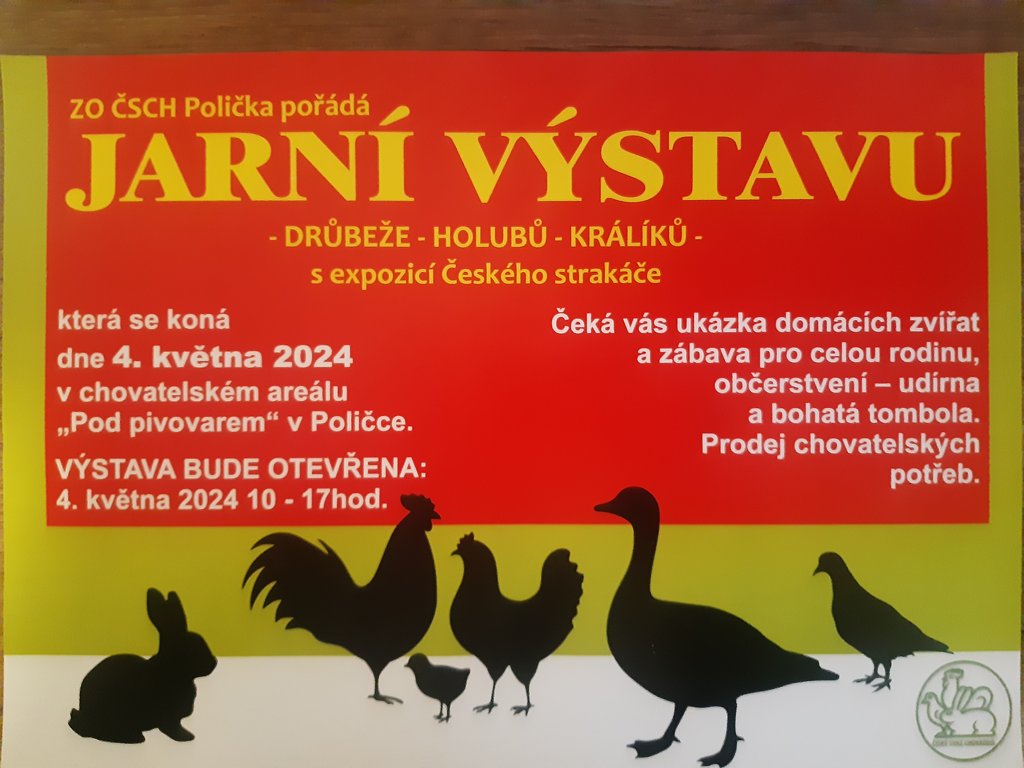 ZO ČSCH Polička pořádá
JARNÍ VÝSTAVU
- DRŮBEŽE - HOLUBŮ - KRÁLÍKŮ -
s expozicí Českého strakáče
která se koná
dne 4. května 2024
v chovatelském areálu
„Pod pivovarem“ v Poličce.
VÝSTAVA BUDE OTEVŘENA:
4. května 2024 10 - 17hod.
Čeká vás ukázka domácích zvířat
a zábava pro celou rodinu,
občerstvení – udírna
a bohatá tombola.
Prodej chovatelských
potřeb.